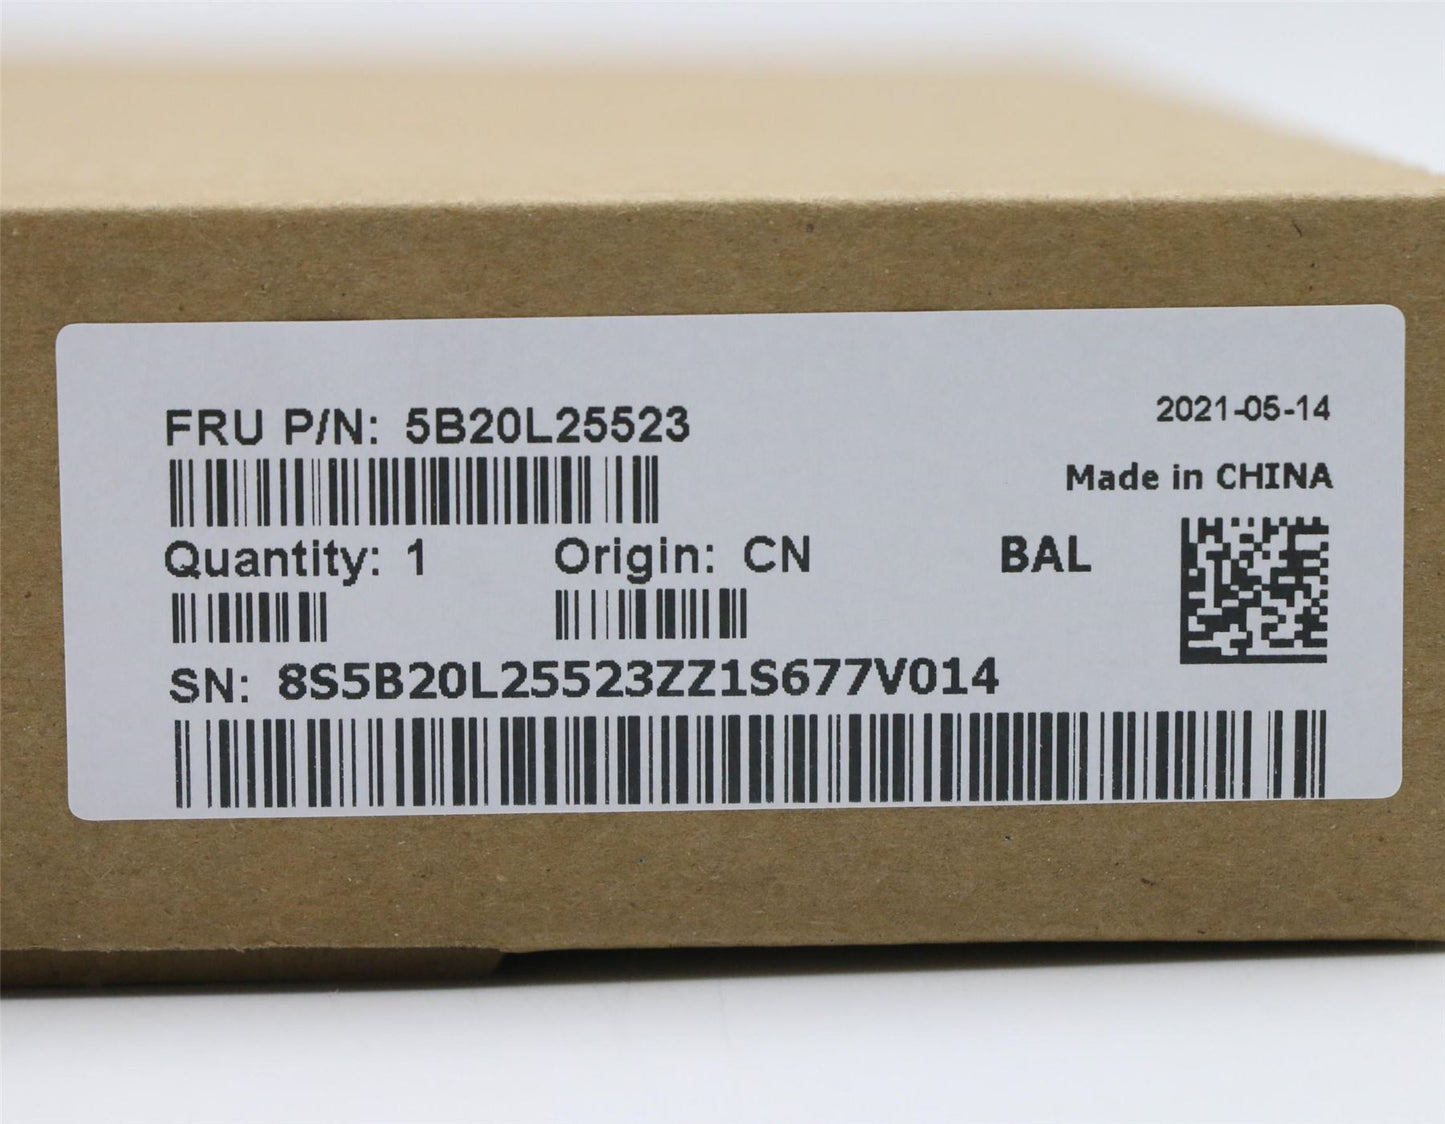 FRU P/N: 5B20L25523
2021-05-14
Made in CHINA
Quantity: 1 Origin: CN BAL
SN: 8S5B20L25523ZZ1S677V014